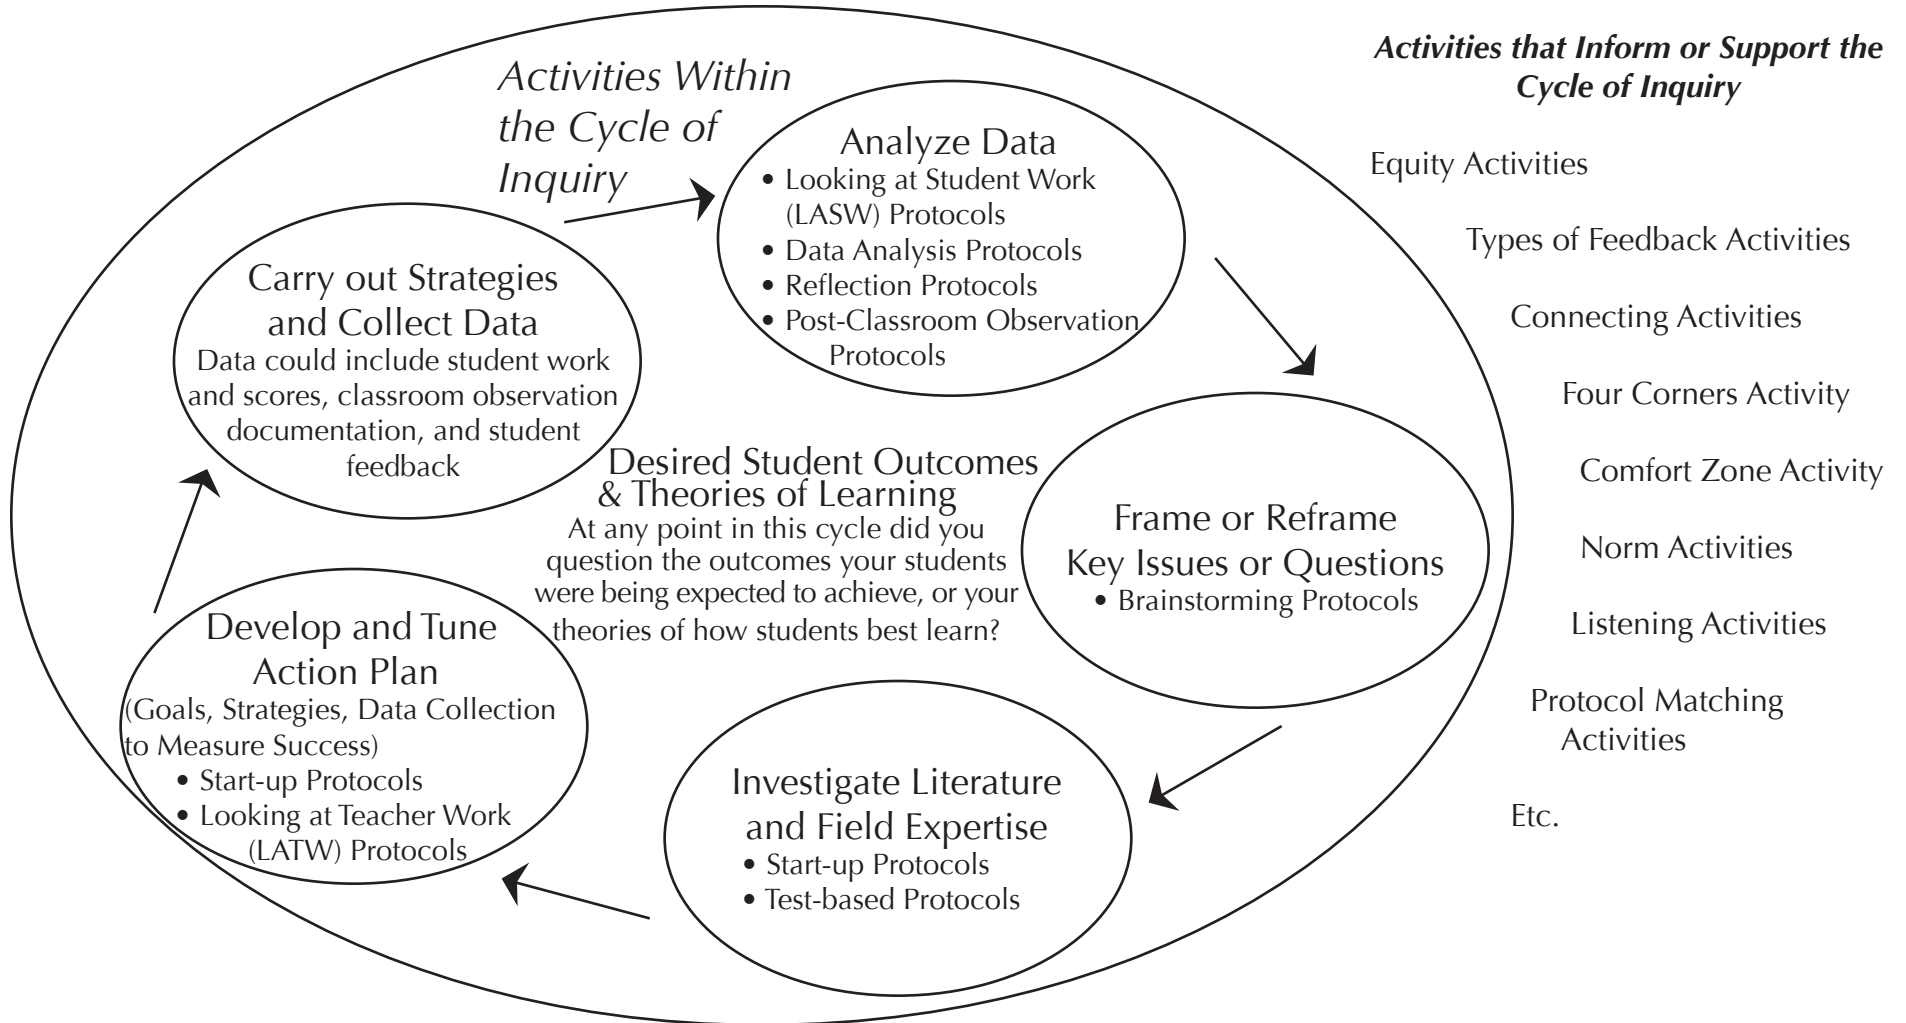 Activities Within
the Cycle of
Inquiry
Analyze Data
• Looking at Student Work
(LASW) Protocols
• Data Analysis Protocols
• Reflection Protocols
• Post-Classroom Observation
Protocols
Carry out Strategies
and Collect Data
Data could include student work
and scores, classroom observation
documentation, and student
feedback
Desired Student Outcomes
& Theories of Learning
At any point in this cycle did you
question the outcomes your students
were being expected to achieve, or your
theories of how students best learn?
Frame or Reframe
Key Issues or Questions
• Brainstorming Protocols
Develop and Tune
Action Plan
(Goals, Strategies, Data Collection
to Measure Success)
• Start-up Protocols
• Looking at Teacher Work
(LATW) Protocols
Investigate Literature
and Field Expertise
• Start-up Protocols
• Test-based Protocols
Activities that Inform or Support the
Cycle of Inquiry
Equity Activities
Types of Feedback Activities
Connecting Activities
Four Corners Activity
Comfort Zone Activity
Norm Activities
Listening Activities
Protocol Matching
Activities
Etc.